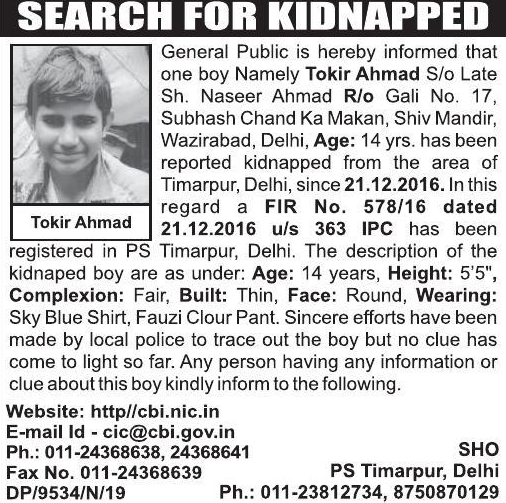 SEARCH FOR KIDNAPPED
General Public is hereby informed that
one boy Namely Tokir Ahmad S/o Late
Sh. Naseer Ahmad R/o Gali No. 17,
Subhash Chand Ka Makan, Shiv Mandir,
Wazirabad, Delhi, Age: 14 yrs. has been
reported kidnapped from the area of
Timarpur, Delhi, since 21.12.2016. In this
regard a FIR No. 578/16 dated
21.12.2016 u/s 363 IPC has been
Tokir Ahmad
registered in PS Timarpur, Delhi. The description of the
kidnaped boy are as under: Age: 14 years, Height: 5'5",
Complexion: Fair, Built: Thin, Face: Round, Wearing:
Sky Blue Shirt, Fauzi Clour Pant. Sincere efforts have been
made by local police to trace out the boy but no clue has
come to light so far. Any person having any information or
clue about this boy kindly inform to the following.
Website: http//cbi.nic.in
E-mail Id - cic@cbi.gov.in
Ph.: 011-24368638, 24368641
Fax No. 011-24368639
DP/9534/N/19
SHO
PS Timarpur, Delhi
Ph.: 011-23812734, 8750870129